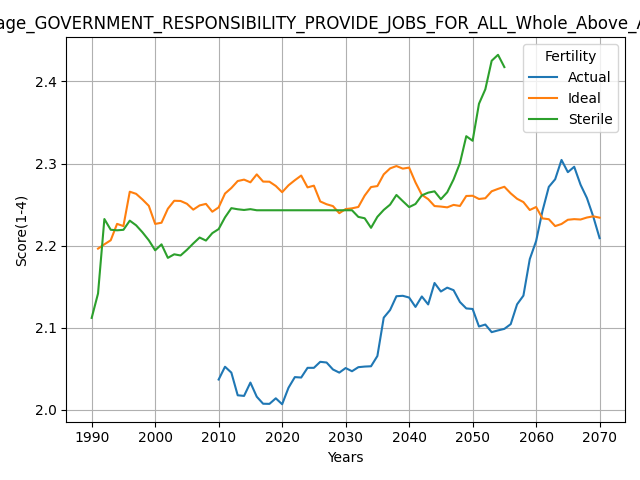 age_GOVERNMENT_RESPONSIBILITY_PROVIDE_JOBS_FOR_ALL_Whole_Above_A
Fertility
Actual
Ideal
Sterile
Score(1-4)
2.4
2.3
2.2
2.1
2.0
1990 2000 2010 2020 2030 2040 2050 2060 2070
Years